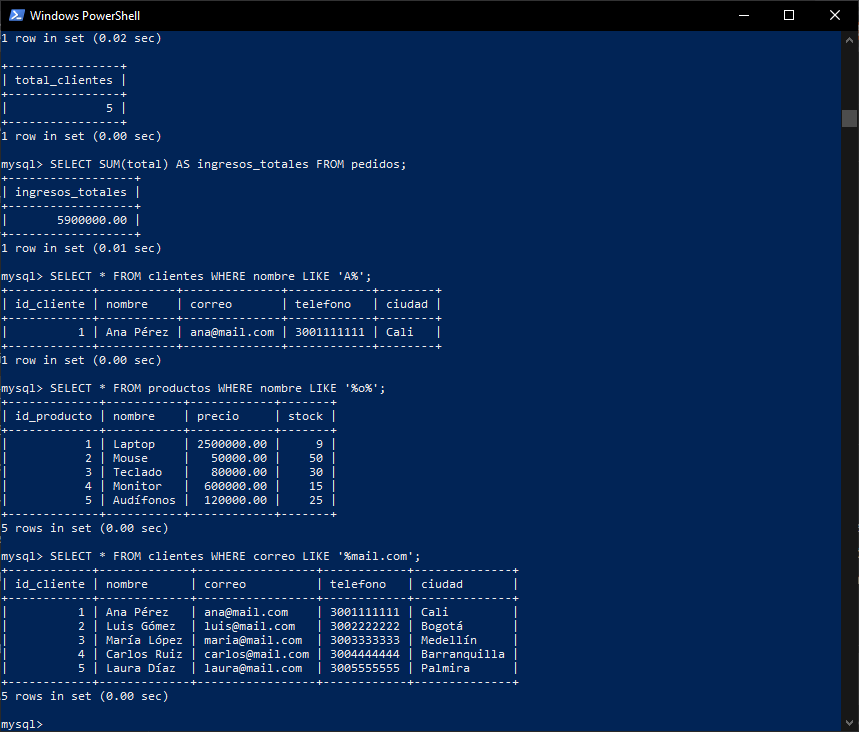 Windows PowerShell
1 row in set (0.02 sec)
+----------------+
| total_clientes |
+----------------+
|              5 |
+----------------+
1 row in set (0.00 sec)
mysql> SELECT SUM(total) AS ingresos_totales FROM pedidos;
+------------------+
| ingresos_totales |
+------------------+
|       5900000.00 |
+------------------+
1 row in set (0.01 sec)
mysql> SELECT * FROM clientes WHERE nombre LIKE 'A%';
+------------+-----------+--------------+------------+--------+
| id_cliente | nombre    | correo       | telefono   | ciudad |
+------------+-----------+--------------+------------+--------+
|          1 | Ana Pérez | ana@mail.com | 3001111111 | Cali   |
+------------+-----------+--------------+------------+--------+
1 row in set (0.00 sec)
mysql> SELECT * FROM productos WHERE nombre LIKE '%o%';
+-------------+-----------+------------+-------+
| id_producto | nombre    | precio     | stock |
+-------------+-----------+------------+-------+
|           1 | Laptop    | 2500000.00 |     9 |
|           2 | Mouse     |   50000.00 |    50 |
|           3 | Teclado   |   80000.00 |    30 |
|           4 | Monitor   |  600000.00 |    15 |
|           5 | Audífonos |  120000.00 |    25 |
+-------------+-----------+------------+-------+
5 rows in set (0.00 sec)
mysql> SELECT * FROM clientes WHERE correo LIKE '%mail.com';
+------------+-------------+-----------------+------------+--------------+
| id_cliente | nombre      | correo          | telefono   | ciudad       |
+------------+-------------+-----------------+------------+--------------+
|          1 | Ana Pérez   | ana@mail.com    | 3001111111 | Cali         |
|          2 | Luis Gómez  | luis@mail.com   | 3002222222 | Bogotá       |
|          3 | María López | maria@mail.com  | 3003333333 | Medellín     |
|          4 | Carlos Ruiz | carlos@mail.com | 3004444444 | Barranquilla |
|          5 | Laura Díaz  | laura@mail.com  | 3005555555 | Palmira      |
+------------+-------------+-----------------+------------+--------------+
5 rows in set (0.00 sec)
mysql>